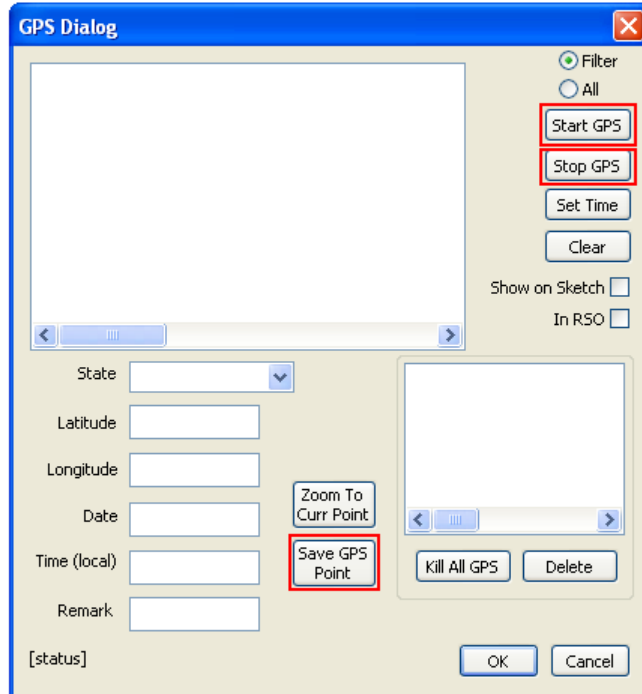 GPS Dialog
Filter
All
Start GPS
Stop GPS
Set Time
Clear
Show on Sketch
In RSO
State
Latitude
Longitude
Date
Time (local)
Remark
Zoom To
Curr Point
Save GPS
Point
Kill All GPS
Delete
[status]
OK
Cancel